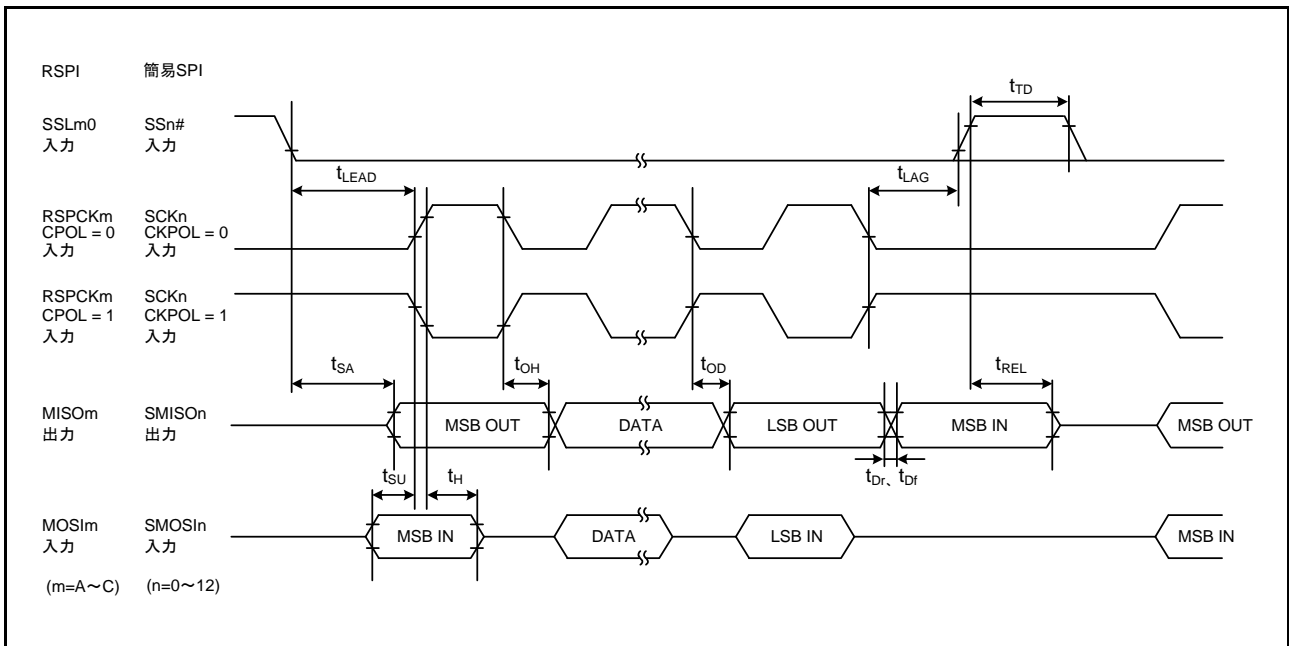 RSPI 簡易SPI
tTD
SSLm0 SSn#
入力 入力
tLEAD tLAG
RSPCKm SCKn
CPOL = 0 CKPOL = 0
入力 入力
RSPCKm SCKn
CPOL = 1 CKPOL = 1
入力 入力
tSA tOH tOD tREL
MISOm SMISOn MSB OUT DATA LSB OUT MSB IN MSB OUT
出力 出力
tSU tH tDr、tDf
MOSIm SMOSIn MSB IN DATA LSB IN MSB IN
入力 入力
(m=A～C) (n=0～12)